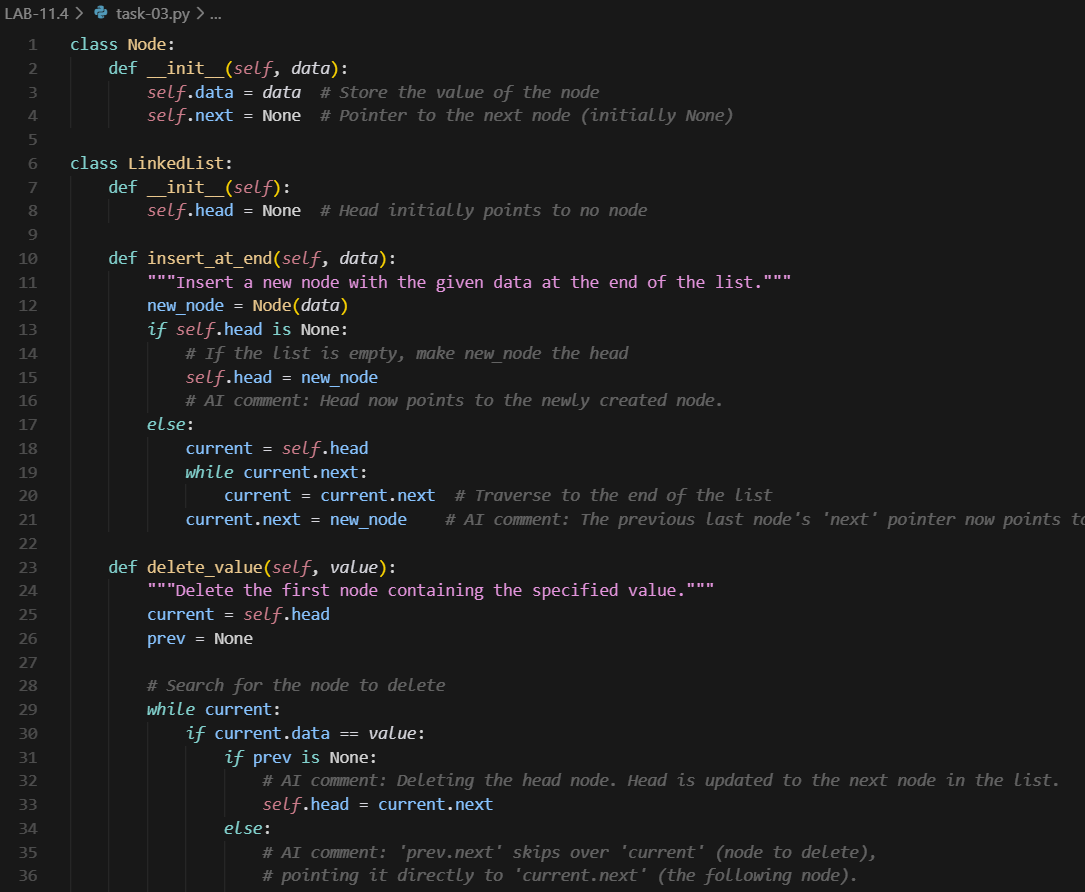 LAB-11.4 > task-03.py > ...
1 class Node:
2     def __init__(self, data):
3         self.data = data  # Store the value of the node
4         self.next = None  # Pointer to the next node (initially None)
5
6 class LinkedList:
7     def __init__(self):
8         self.head = None  # Head initially points to no node
9
10     def insert_at_end(self, data):
11         """Insert a new node with the given data at the end of the list."""
12         new_node = Node(data)
13         if self.head is None:
14             # If the list is empty, make new_node the head
15             self.head = new_node
16             # AI comment: Head now points to the newly created node.
17         else:
18             current = self.head
19             while current.next:
20                 current = current.next  # Traverse to the end of the list
21             current.next = new_node    # AI comment: The previous last node's 'next' pointer now points
22
23     def delete_value(self, value):
24         """Delete the first node containing the specified value."""
25         current = self.head
26         prev = None
27
28         # Search for the node to delete
29         while current:
30             if current.data == value:
31                 if prev is None:
32                     # AI comment: Deleting the head node. Head is updated to the next node in the list.
33                     self.head = current.next
34                 else:
35                     # AI comment: 'prev.next' skips over 'current' (node to delete),
36                     # pointing it directly to 'current.next' (the following node).